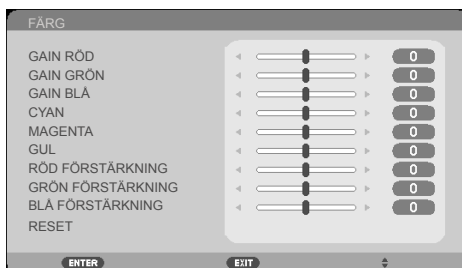 FÄRG
GAIN RÖD 0
GAIN GRÖN 0
GAIN BLÅ 0
CYAN 0
MAGENTA 0
GUL 0
RÖD FÖRSTÄRKNING 0
GRÖN FÖRSTÄRKNING 0
BLÅ FÖRSTÄRKNING 0
RESET
ENTER EXIT